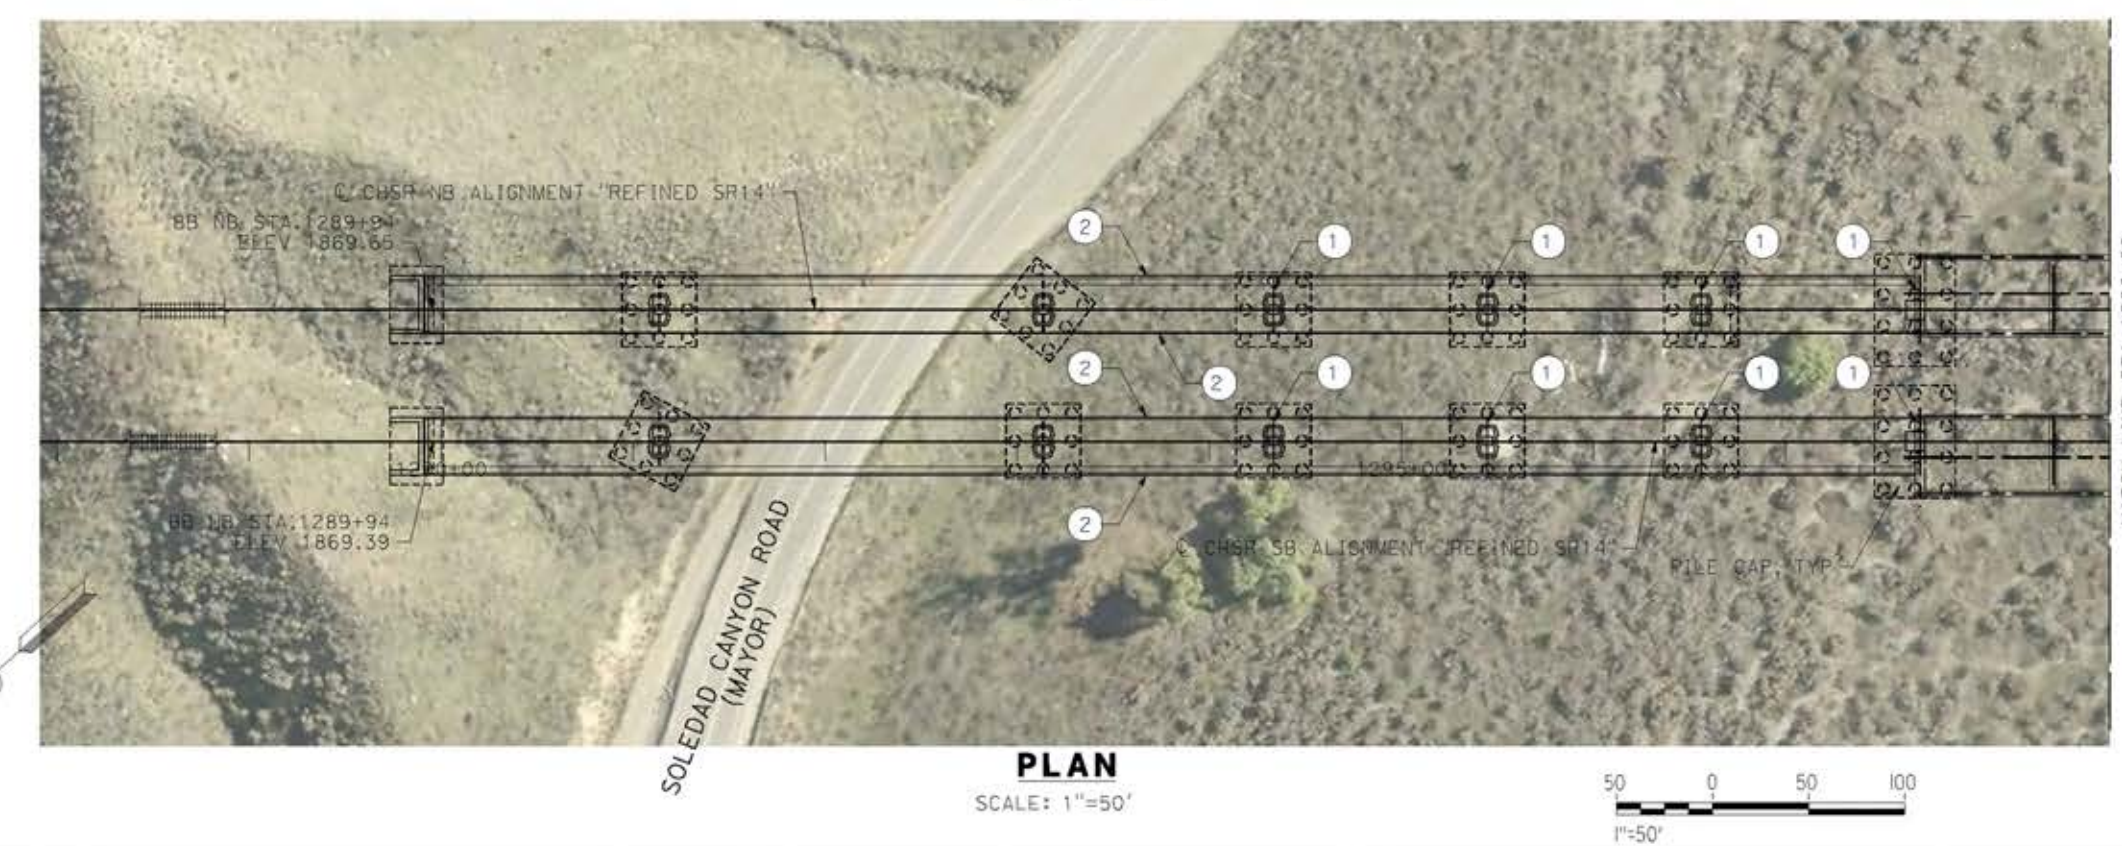 ℄ CHSR NB ALIGNMENT "REFINED SR14"
BB NB STA.1289+94
ELEV 1869.65
2
1
1
1
1
2
2
1
1
1
1
1295+00
BB NB STA.1289+94
ELEV 1869.39
2
℄ CHSR SB ALIGNMENT "REFINED SR14"
PILE CAP, TYP
SOLEDAD CANYON ROAD
(MAYOR)
PLAN
SCALE: 1"=50'
50 0 50 100
1"=50'